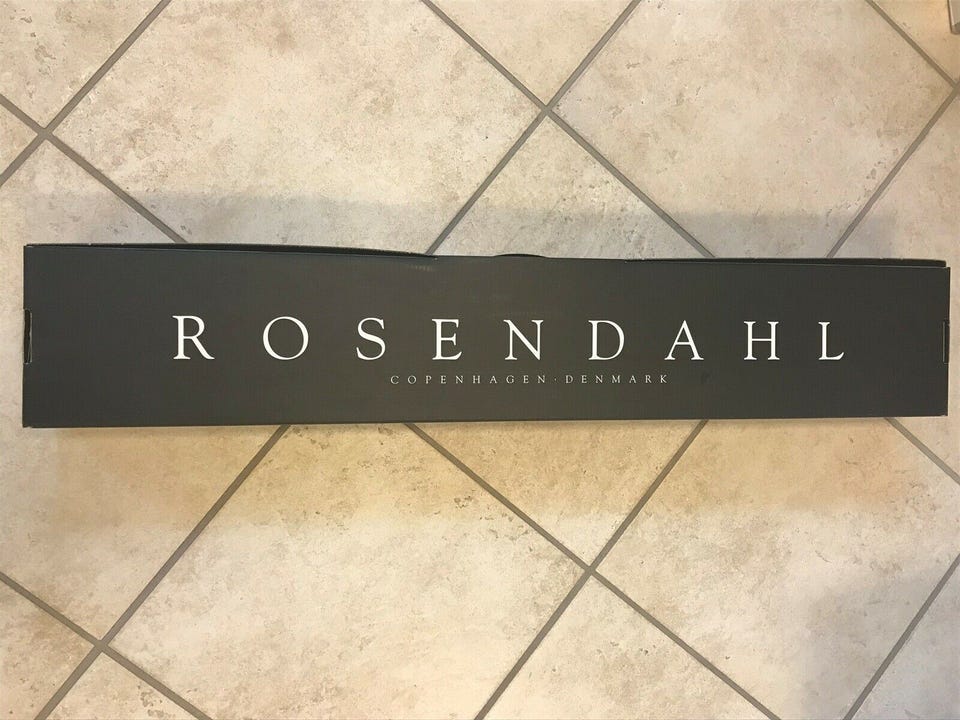 ROSENDAHL
COPENHAGEN · DENMARK